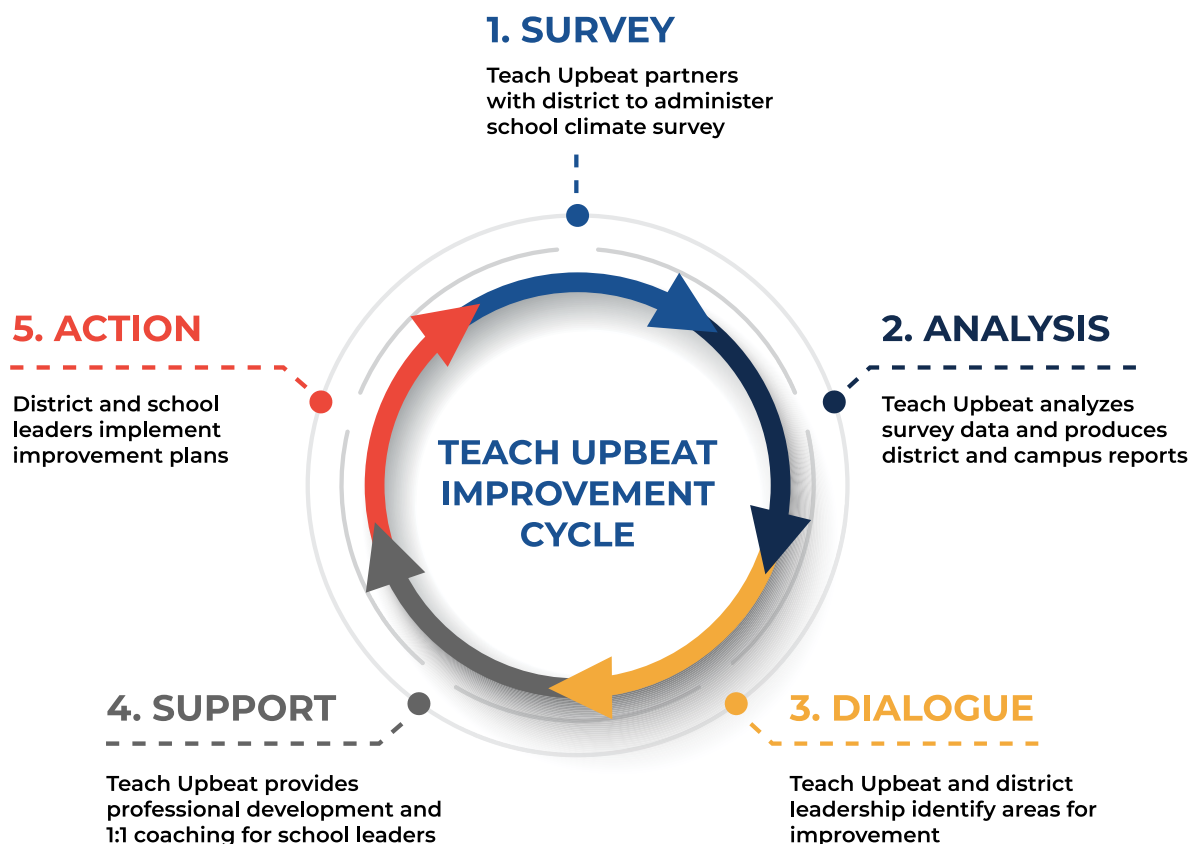 1. SURVEY
Teach Upbeat partners
with district to administer
school climate survey
5. ACTION
District and school
leaders implement
improvement plans
2. ANALYSIS
Teach Upbeat analyzes
survey data and produces
district and campus reports
TEACH UPBEAT
IMPROVEMENT
CYCLE
4. SUPPORT
Teach Upbeat provides
professional development and
1:1 coaching for school leaders
3. DIALOGUE
Teach Upbeat and district
leadership identify areas for
improvement